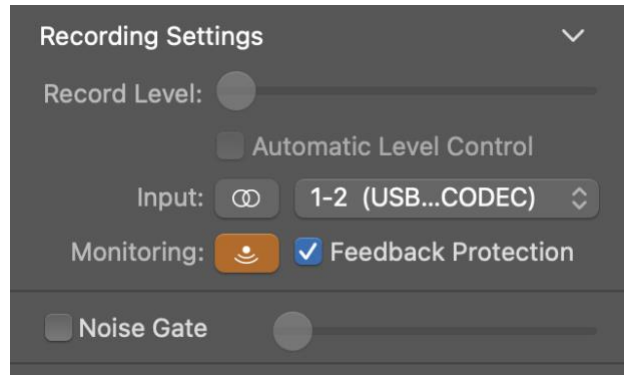 Recording Settings
Record Level:
Automatic Level Control
Input: 1-2 (USB...CODEC)
Monitoring: Feedback Protection
Noise Gate